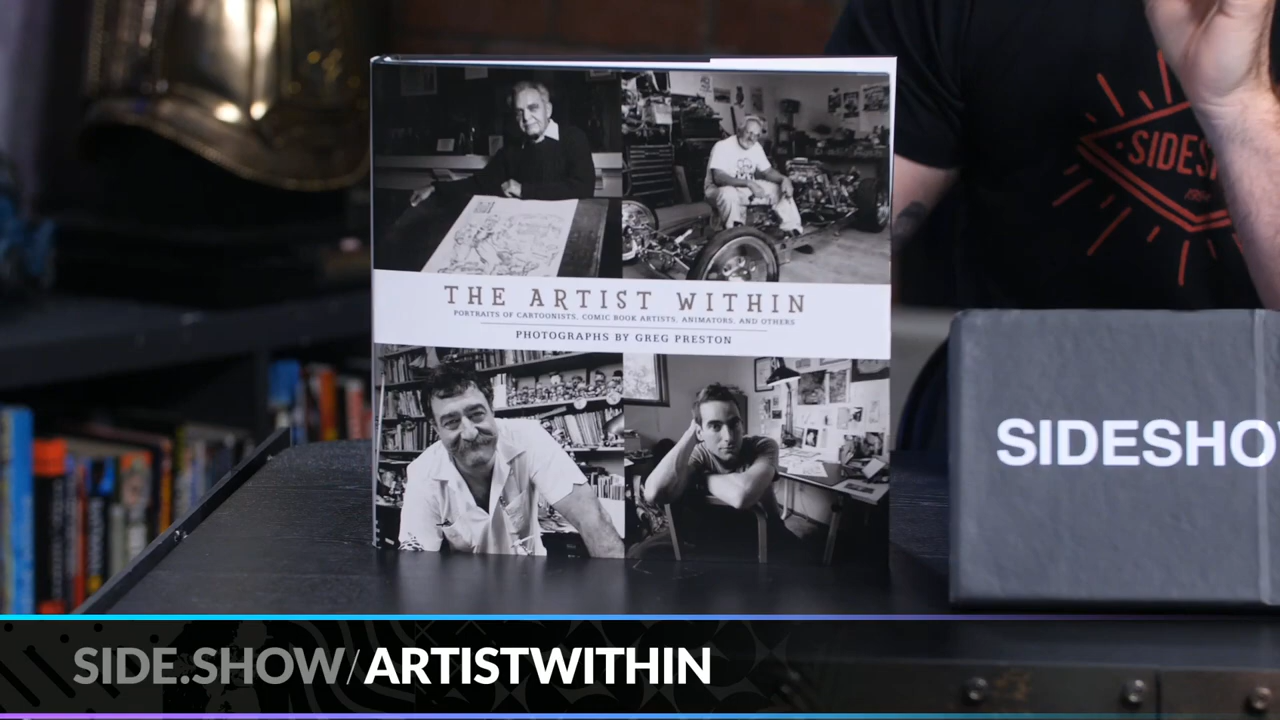 THE ARTIST WITHIN
PORTRAITS OF CARTOONISTS, COMIC BOOK ARTISTS, ANIMATORS, AND OTHERS
PHOTOGRAPHS BY GREG PRESTON
SIDESHOW
SIDE.SHOW/ARTISTWITHIN